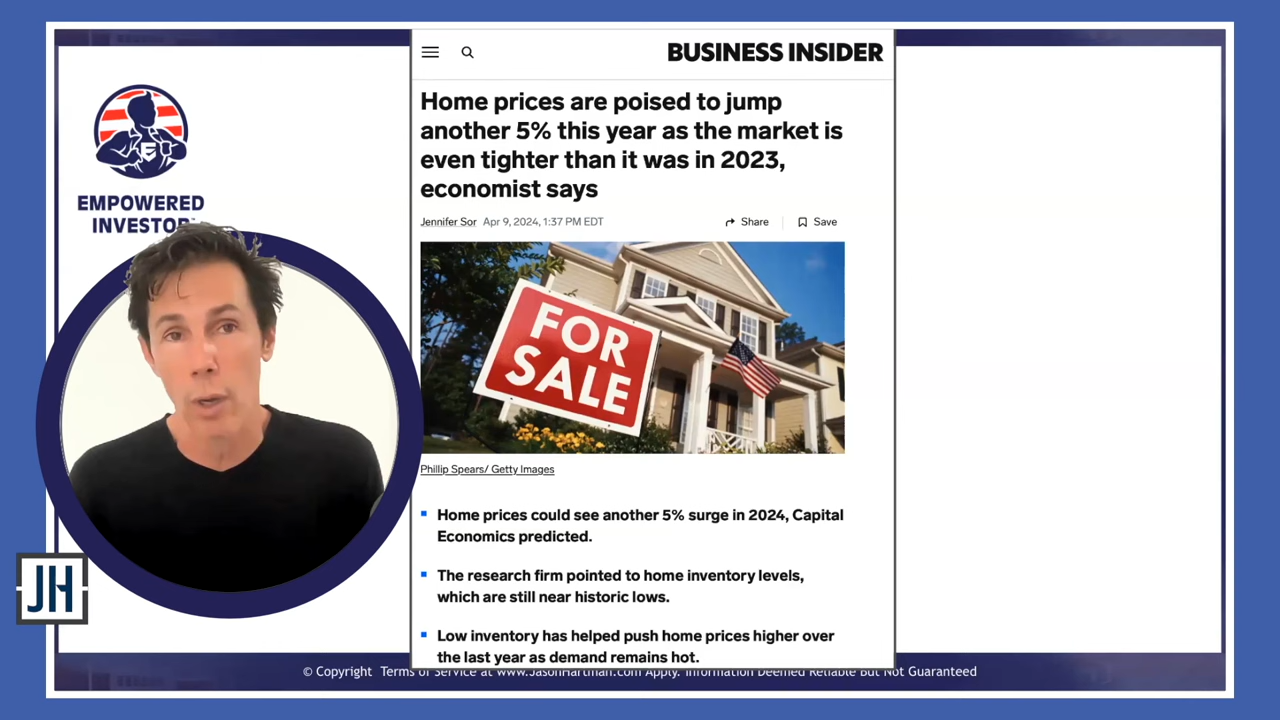 EMPOWERED
INVESTOR
BUSINESS INSIDER
Home prices are poised to jump
another 5% this year as the market is
even tighter than it was in 2023,
economist says
Jennifer Sor Apr 9, 2024, 1:37 PM EDT
Share
Save
FOR
SALE
Phillip Spears/ Getty Images
Home prices could see another 5% surge in 2024, Capital
Economics predicted.
The research firm pointed to home inventory levels,
which are still near historic lows.
Low inventory has helped push home prices higher over
the last year as demand remains hot.
JH
© Copyright Terms of Service at www.JasonHartman.com Apply. Information Deemed Reliable But Not Guaranteed